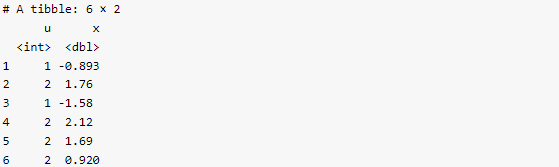 # A tibble: 6 × 2
u x
<int> <dbl>
1 1 -0.893
2 2 1.76
3 1 -1.58
4 2 2.12
5 2 1.69
6 2 0.920